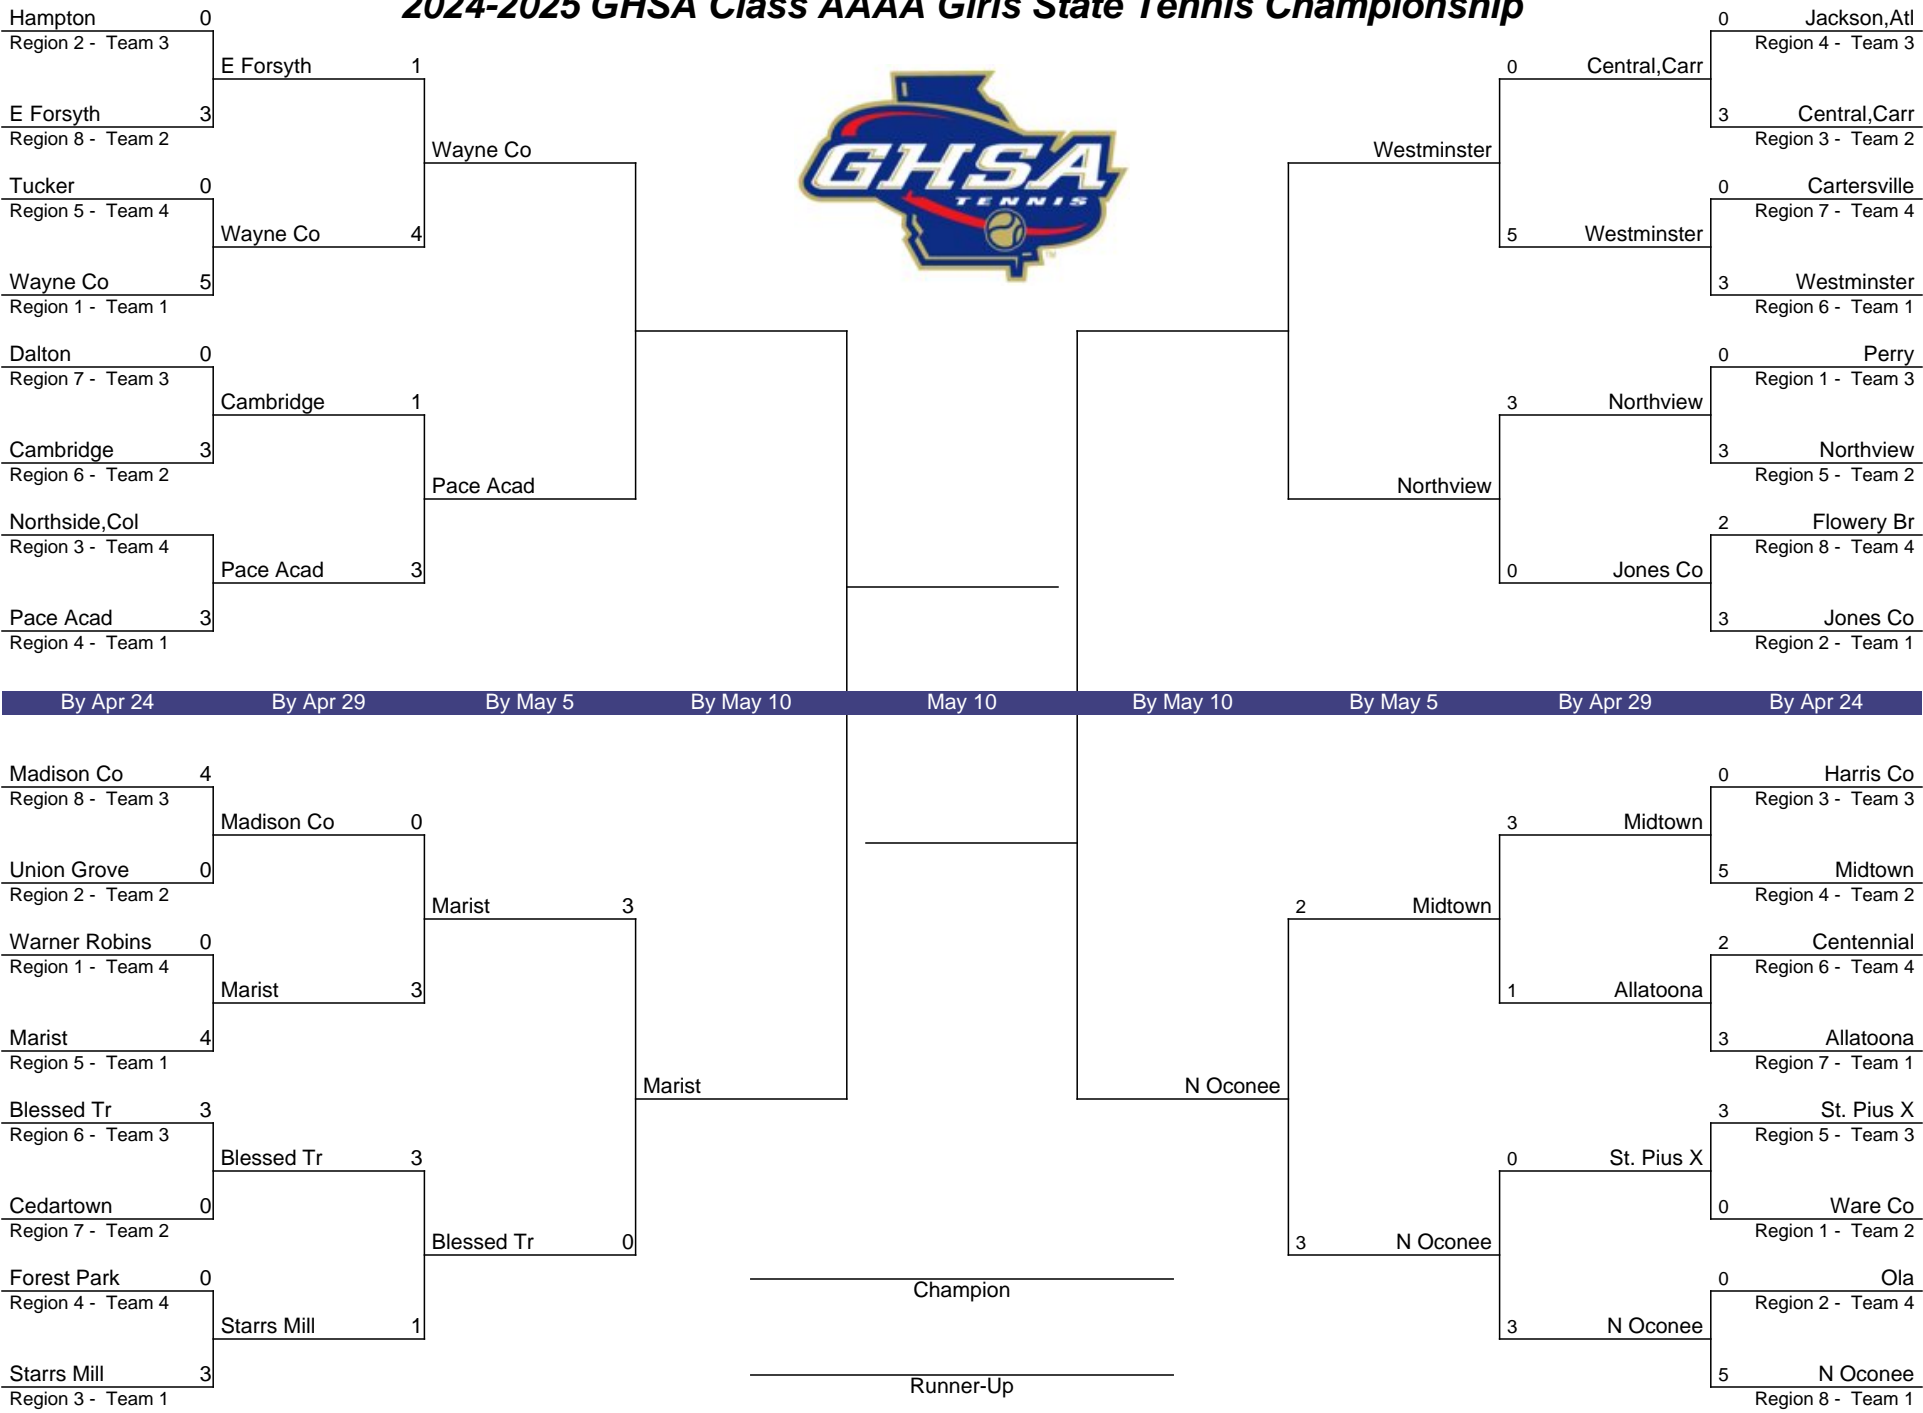 2024-2025 GHSA Class AAAA Girls State Tennis Championship
GHSA
TENNIS
TM
Hampton 0
Region 2 - Team 3
E Forsyth 1
E Forsyth 3
Region 8 - Team 2
Wayne Co
Tucker 0
Region 5 - Team 4
Wayne Co 4
Wayne Co 5
Region 1 - Team 1
Dalton 0
Region 7 - Team 3
Cambridge 1
Cambridge 3
Region 6 - Team 2
Pace Acad
Northside,Col
Region 3 - Team 4
Pace Acad 3
Pace Acad 3
Region 4 - Team 1
0 Jackson,Atl
Region 4 - Team 3
0 Central,Carr
3 Central,Carr
Region 3 - Team 2
Westminster
0 Cartersville
Region 7 - Team 4
5 Westminster
3 Westminster
Region 6 - Team 1
0 Perry
Region 1 - Team 3
3 Northview
3 Northview
Region 5 - Team 2
Northview
2 Flowery Br
Region 8 - Team 4
0 Jones Co
3 Jones Co
Region 2 - Team 1
By Apr 24 By Apr 29 By May 5 By May 10 May 10 By May 10 By May 5 By Apr 29 By Apr 24
Madison Co 4
Region 8 - Team 3
Madison Co 0
Union Grove 0
Region 2 - Team 2
Marist 3
Warner Robins 0
Region 1 - Team 4
Marist 3
Marist 4
Region 5 - Team 1
Marist
Blessed Tr 3
Region 6 - Team 3
Blessed Tr 3
Cedartown 0
Region 7 - Team 2
Blessed Tr 0
Forest Park 0
Region 4 - Team 4
Starrs Mill 1
Starrs Mill 3
Region 3 - Team 1
0 Harris Co
Region 3 - Team 3
3 Midtown
5 Midtown
Region 4 - Team 2
2 Midtown
2 Centennial
Region 6 - Team 4
1 Allatoona
3 Allatoona
Region 7 - Team 1
N Oconee
3 St. Pius X
Region 5 - Team 3
0 St. Pius X
0 Ware Co
Region 1 - Team 2
3 N Oconee
0 Ola
Region 2 - Team 4
3 N Oconee
5 N Oconee
Region 8 - Team 1
Champion
Runner-Up